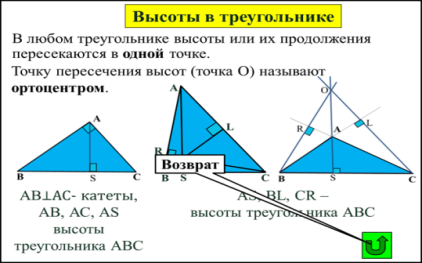 Высоты в треугольнике
В любом треугольнике высоты или их продолжения
пересекаются в одной точке.
Точку пересечения высот (точка О) называют
ортоцентром.
A
B
S
C
A
R
L
B
S
C
Возврат
O
R
L
A
B
S
C
AB⊥AC- катеты,
AB, AC, AS
высоты
треугольника ABC
AS, BL, CR –
высоты треугольника ABC